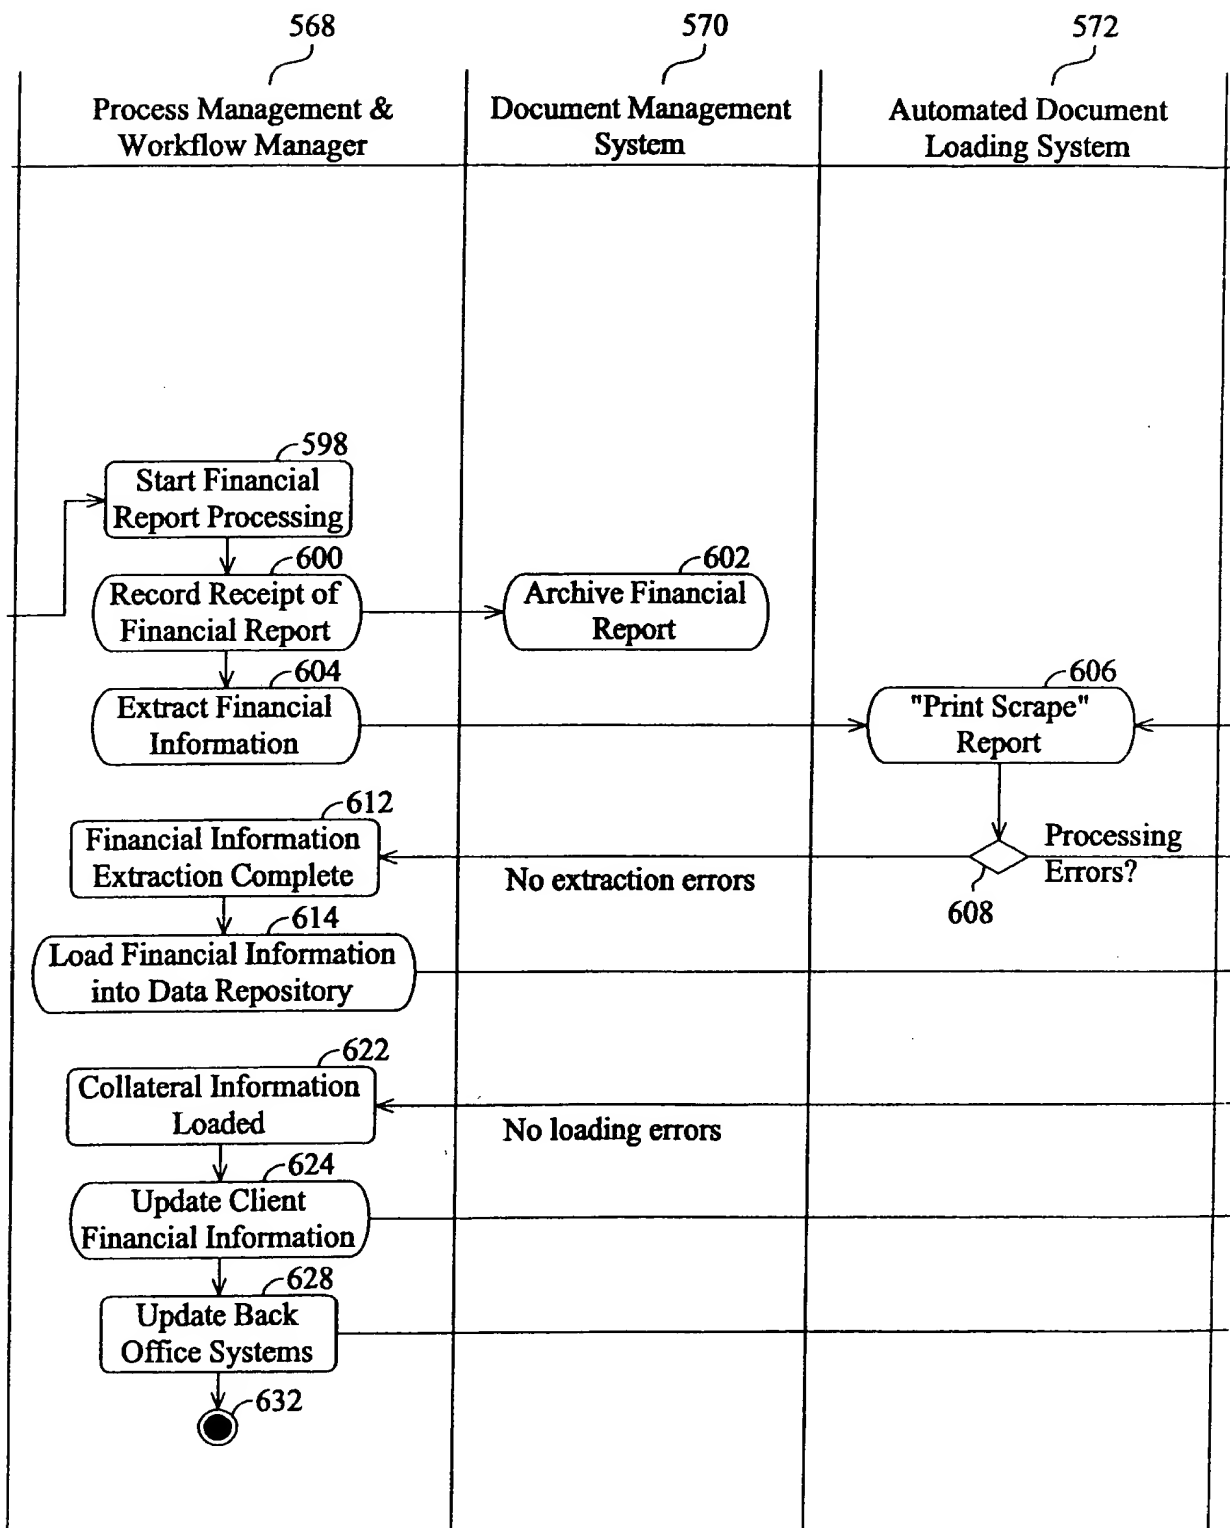 568
570
572
Process Management &
Workflow Manager
Document Management
System
Automated Document
Loading System
598
Start Financial
Report Processing
600
Record Receipt of
Financial Report
602
Archive Financial
Report
604
Extract Financial
Information
606
"Print Scrape"
Report
612
Financial Information
Extraction Complete
No extraction errors
Processing
Errors?
608
614
Load Financial Information
into Data Repository
622
Collateral Information
Loaded
No loading errors
624
Update Client
Financial Information
628
Update Back
Office Systems
632